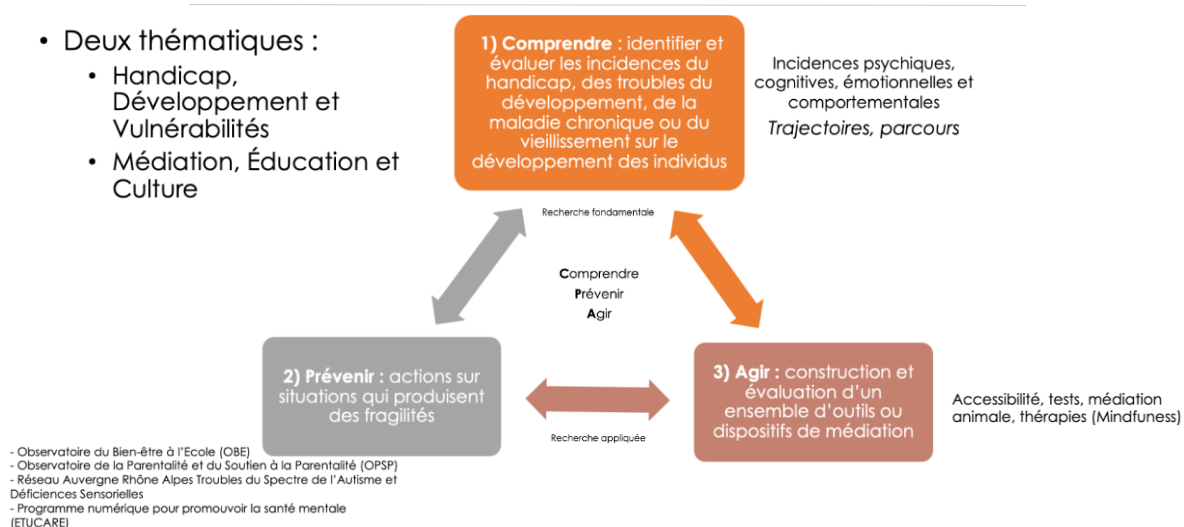 • Deux thématiques :
• Handicap,
Développement et
Vulnérabilités
• Médiation, Éducation et
Culture
1) Comprendre : identifier et
évaluer les incidences du
handicap, des troubles du
développement, de la
maladie chronique ou du
vieillissement sur le
développement des individus
Incidences psychiques,
cognitives, émotionnelles et
comportementales
Trajectoires, parcours
Recherche fondamentale
Comprendre
Prévenir
Agir
2) Prévenir : actions sur
situations qui produisent
des fragilités
3) Agir : construction et
évaluation d'un
ensemble d'outils ou
dispositifs de médiation
Accessibilité, tests, médiation
animale, thérapies (Mindfuness)
Recherche appliquée
- Observatoire du Bien-être à l'Ecole (OBE)
- Observatoire de la Parentalité et du Soutien à la Parentalité (OPSP)
- Réseau Auvergne Rhône Alpes Troubles du Spectre de l'Autisme et
Déficiences Sensorielles
- Programme numérique pour promouvoir la santé mentale
(ETUCARE)